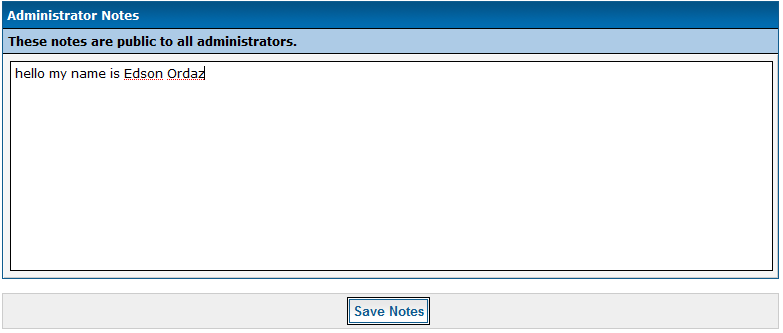 Administrator Notes
These notes are public to all administrators.
hello my name is Edson Ordaz
Save Notes